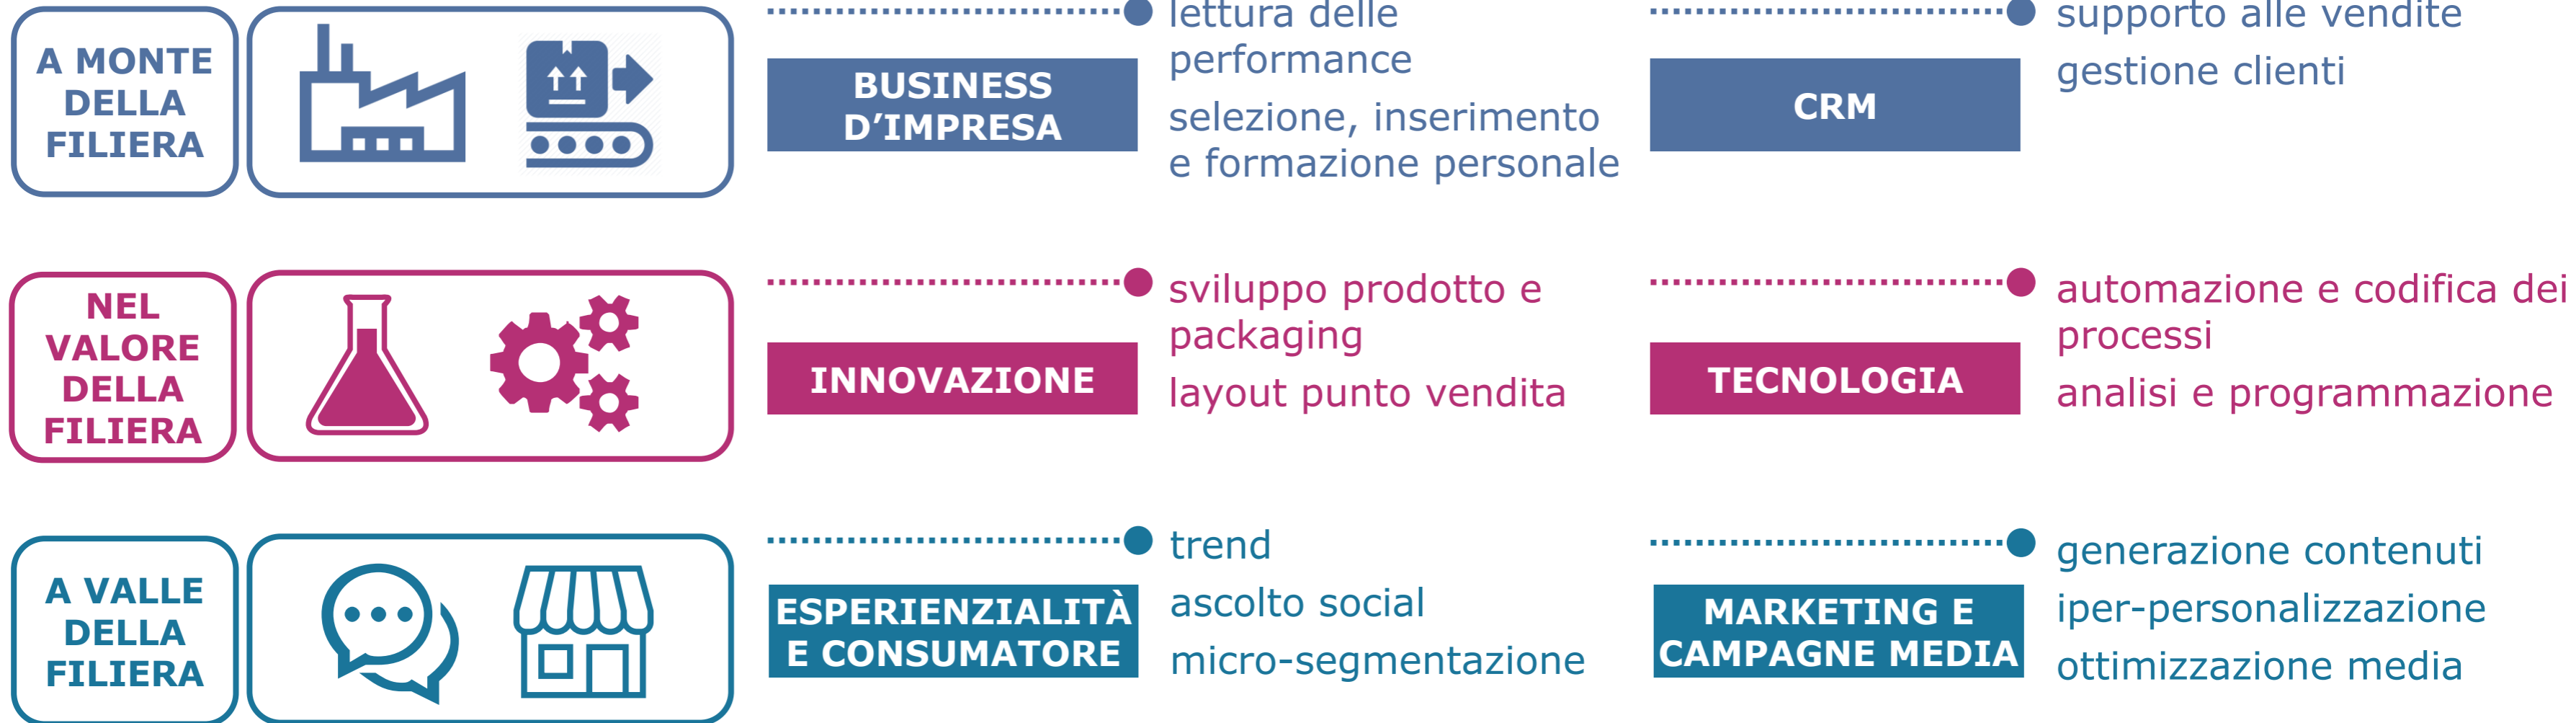 A MONTE
DELLA
FILIERA
BUSINESS
D’IMPRESA
lettura delle
performance
selezione, inserimento
e formazione personale
CRM
supporto alle vendite
gestione clienti
NEL
VALORE
DELLA
FILIERA
INNOVAZIONE
sviluppo prodotto e
packaging
layout punto vendita
TECNOLOGIA
automazione e codifica dei
processi
analisi e programmazione
A VALLE
DELLA
FILIERA
ESPERIENZIALITÀ
E CONSUMATORE
trend
ascolto social
micro-segmentazione
MARKETING E
CAMPAGNE MEDIA
generazione contenuti
iper-personalizzazione
ottimizzazione media